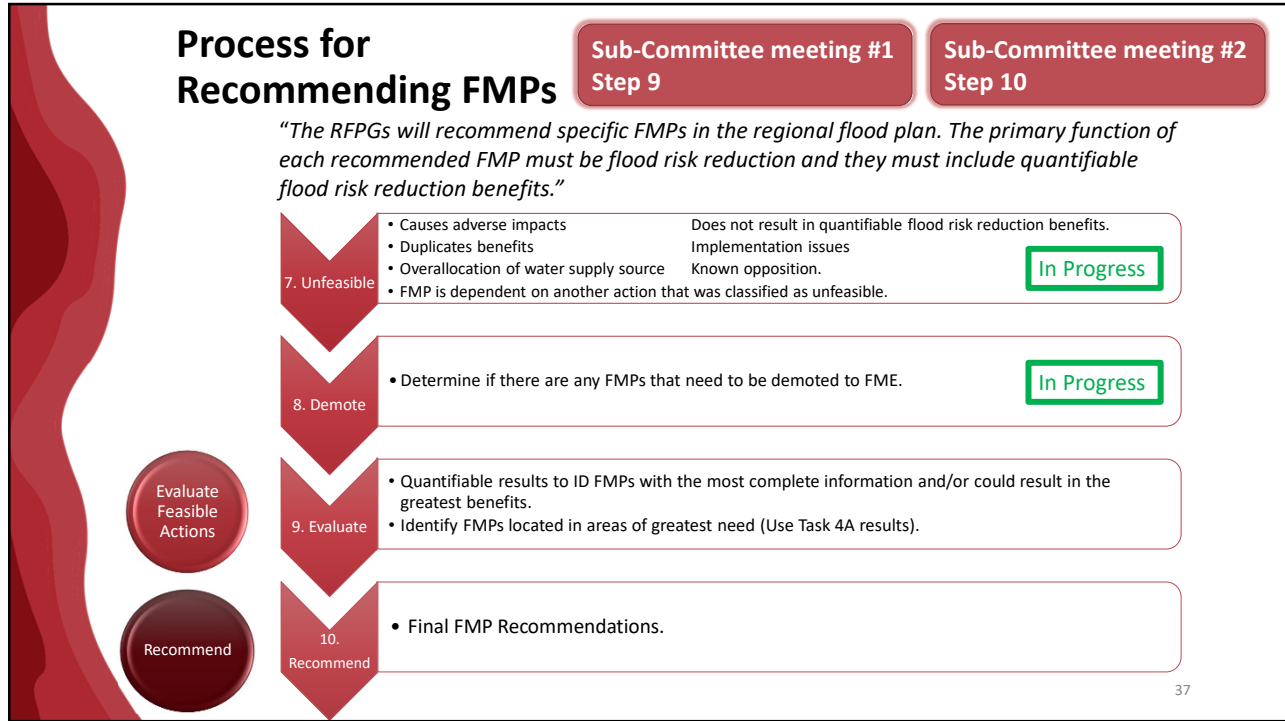 Process for
Recommending FMPs
Sub-Committee meeting #1
Step 9
Sub-Committee meeting #2
Step 10
“The RFPGs will recommend specific FMPs in the regional flood plan. The primary function of
each recommended FMP must be flood risk reduction and they must include quantifiable
flood risk reduction benefits.”
7. Unfeasible
• Causes adverse impacts Does not result in quantifiable flood risk reduction benefits.
• Duplicates benefits Implementation issues
• Overallocation of water supply source Known opposition.
• FMP is dependent on another action that was classified as unfeasible.
In Progress
8. Demote
• Determine if there are any FMPs that need to be demoted to FME.
In Progress
Evaluate
Feasible
Actions
9. Evaluate
• Quantifiable results to ID FMPs with the most complete information and/or could result in the
greatest benefits.
• Identify FMPs located in areas of greatest need (Use Task 4A results).
Recommend
10.
Recommend
• Final FMP Recommendations.
37